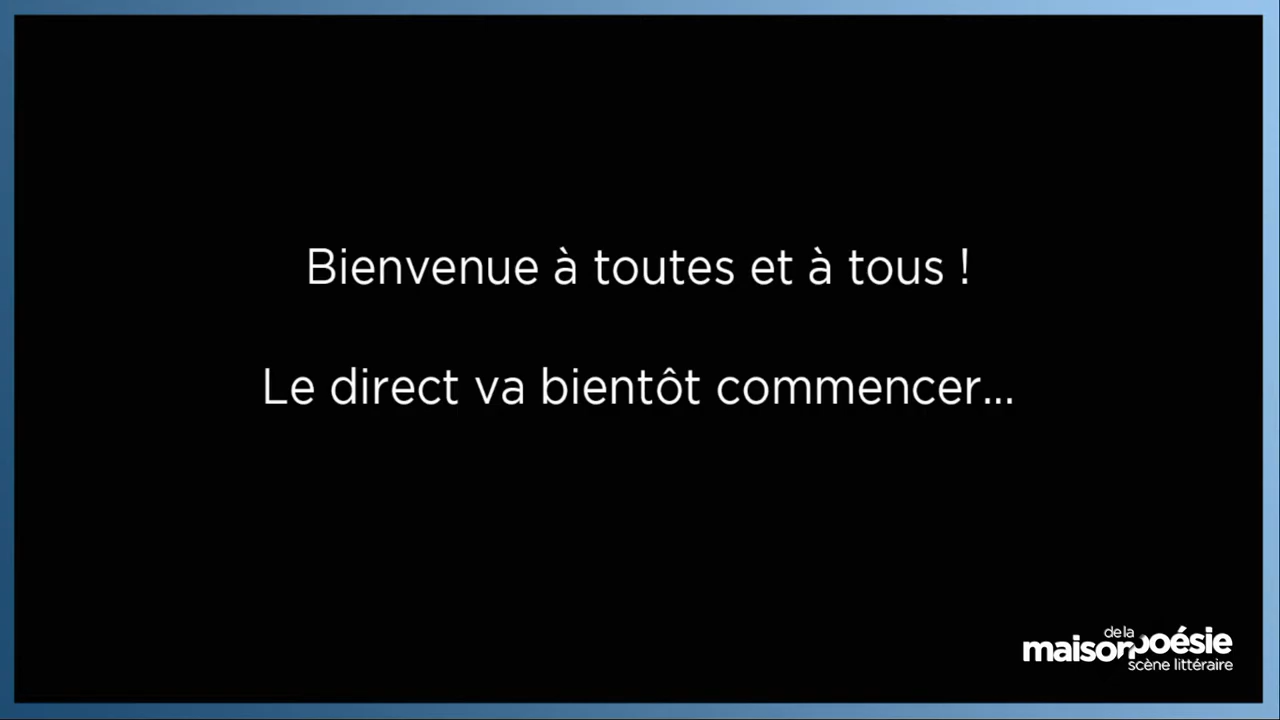 Bienvenue à toutes et à tous !
Le direct va bientôt commencer...
de la
maison poésie
scène littéraire